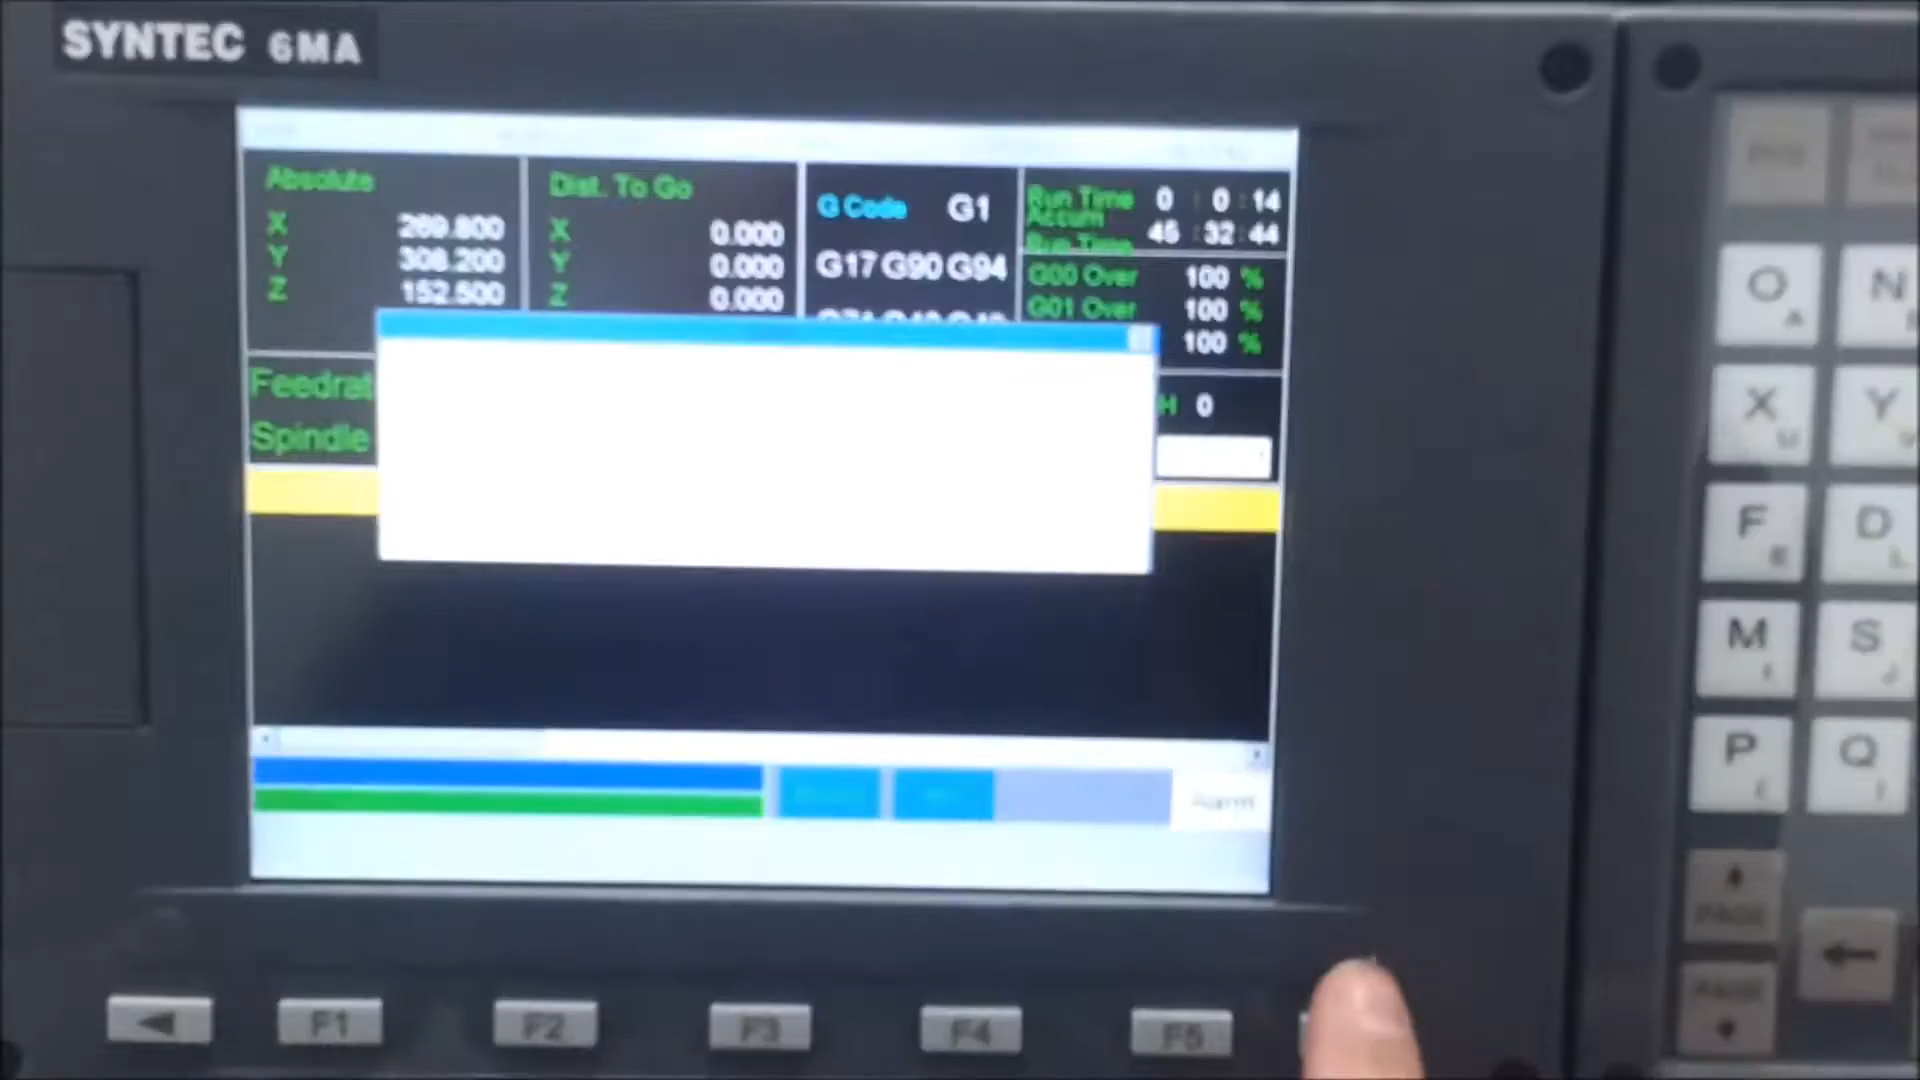 SYNTEC 6MA
Absolute
X 269.800
Y 308.200
Z 152.500
Dist. To Go
X 0.000
Y 0.000
Z 0.000
G Code G1
G17 G90 G94
Run Time 0 : 0 : 14
Accum 45 : 32 : 44
Run Time
G00 Over 100 %
G01 Over 100 %
100 %
Feedrat
Spindle
H 0
Alarm
F1
F2
F3
F4
F5
O A
N
X U
Y
F E
D L
M I
S J
P
Q
PAGE
PAGE